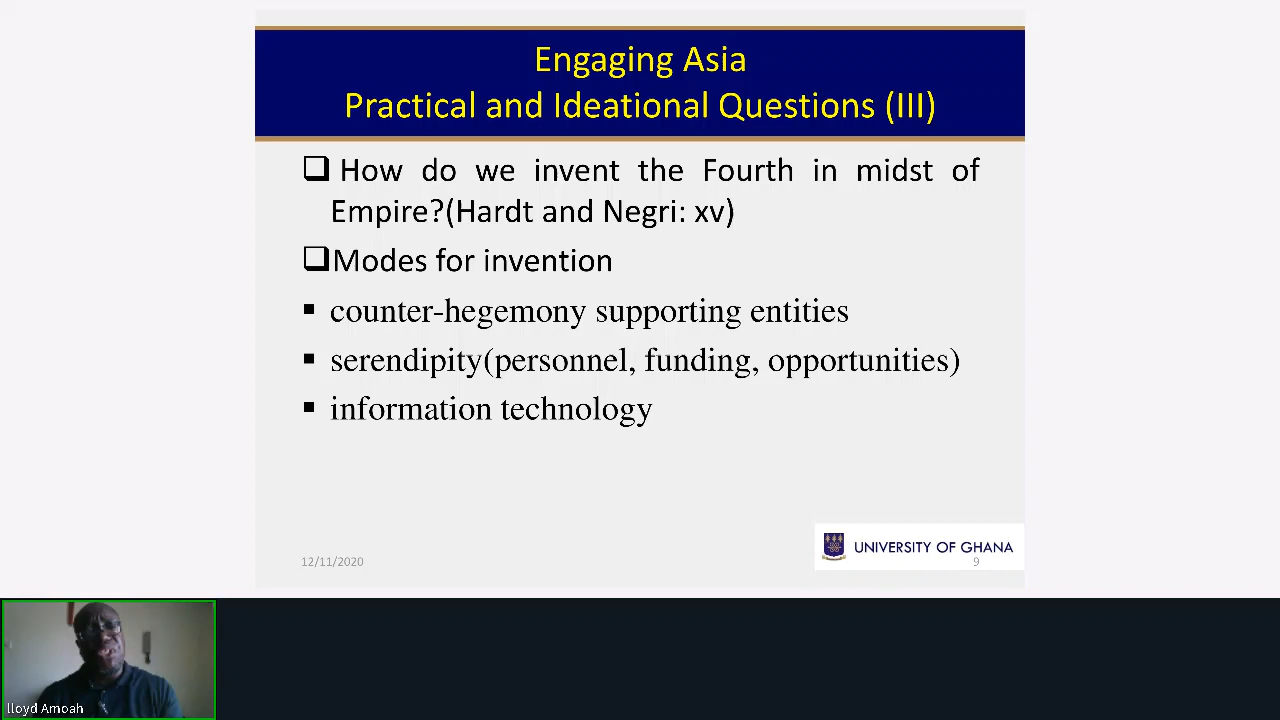 Engaging Asia
Practical and Ideational Questions (III)
How do we invent the Fourth in midst of
Empire?(Hardt and Negri: xv)
Modes for invention
counter-hegemony supporting entities
serendipity(personnel, funding, opportunities)
information technology
UNIVERSITY OF GHANA
12/11/2020
9
lloyd Amoah